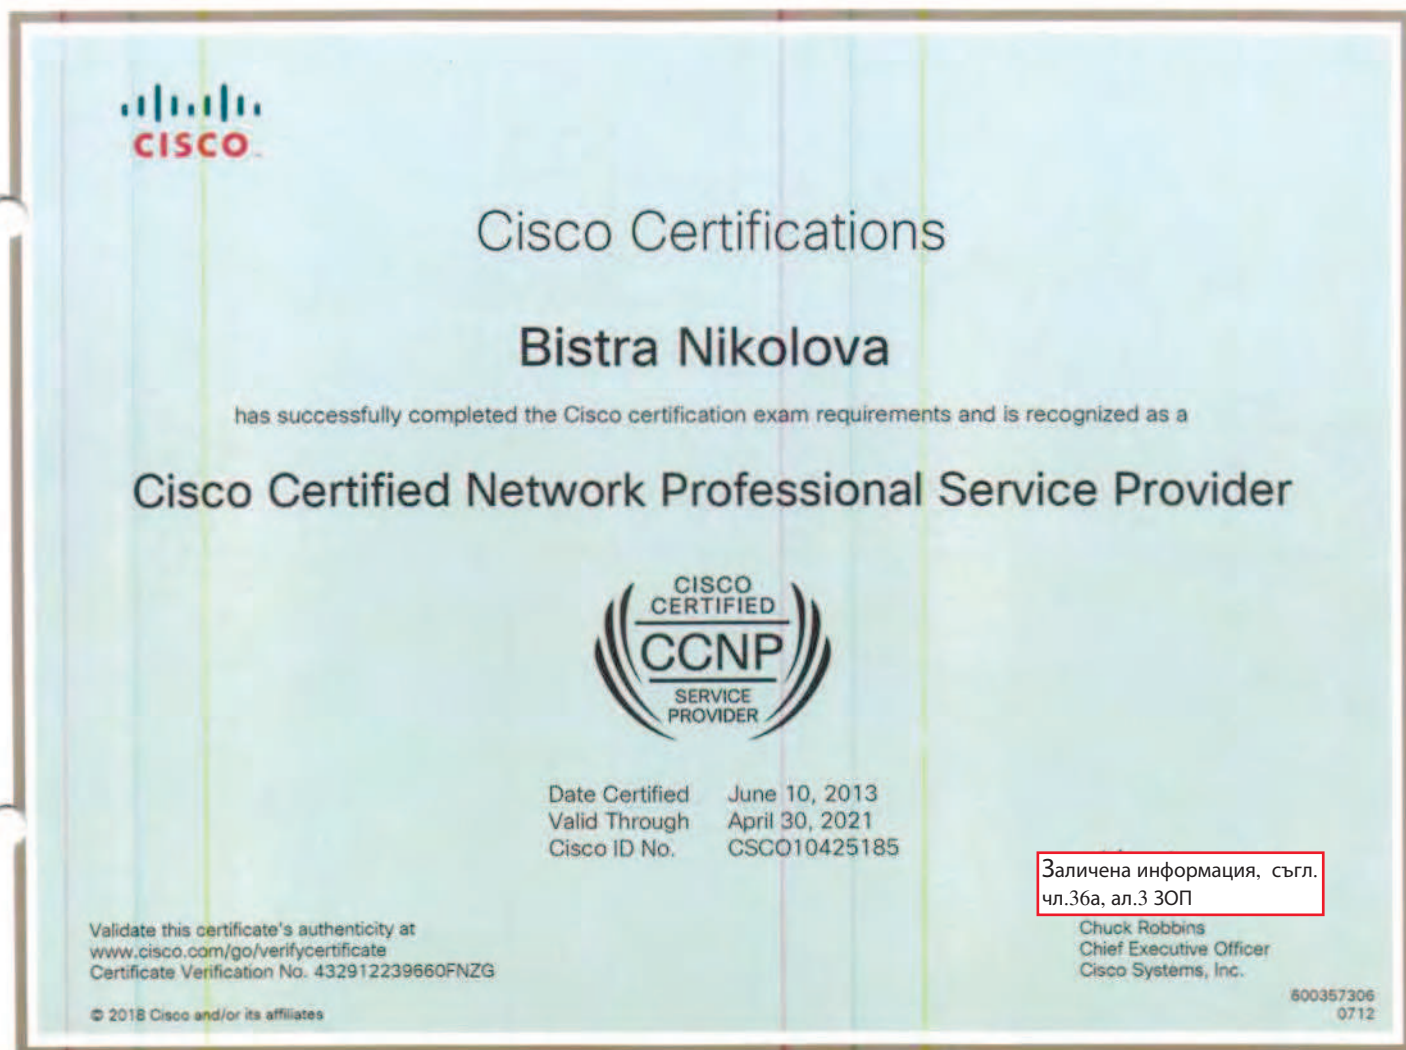 CISCO
Cisco Certifications
Bistra Nikolova
has successfully completed the Cisco certification exam requirements and is recognized as a
Cisco Certified Network Professional Service Provider
CISCO
CERTIFIED
CCNP
SERVICE
PROVIDER
Date Certified June 10, 2013
Valid Through April 30, 2021
Cisco ID No. CSCO10425185
Заличена информация, съгл.
чл.36а, ал.3 ЗОП
Validate this certificate's authenticity at
www.cisco.com/go/verifycertificate
Certificate Verification No. 432912239660FNZG
Chuck Robbins
Chief Executive Officer
Cisco Systems, Inc.
© 2018 Cisco and/or its affiliates
600357306
0712